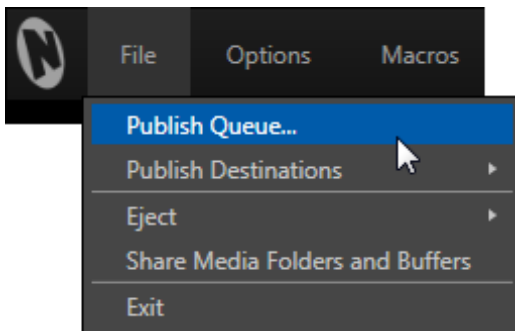 File Options Macros
Publish Queue...
Publish Destinations
Eject
Share Media Folders and Buffers
Exit